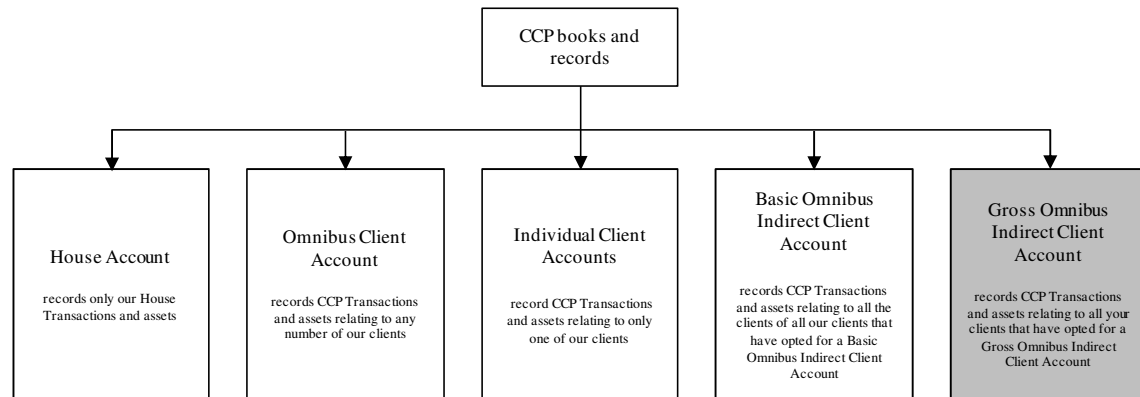 CCP books and
records
House Account
records only our House
Transactions and assets
Omnibus Client
Account
records CCP Transactions
and assets relating to any
number of our clients
Individual Client
Accounts
record CCP Transactions
and assets relating to only
one of our clients
Basic Omnibus
Indirect Client
Account
records CCP Transactions
and assets relating to all the
clients of all our clients that
have opted for a Basic
Omnibus Indirect Client
Account
Gross Omnibus
Indirect Client
Account
records CCP Transactions
and assets relating to all your
clients that have opted for a
Gross Omnibus Indirect Client
Account